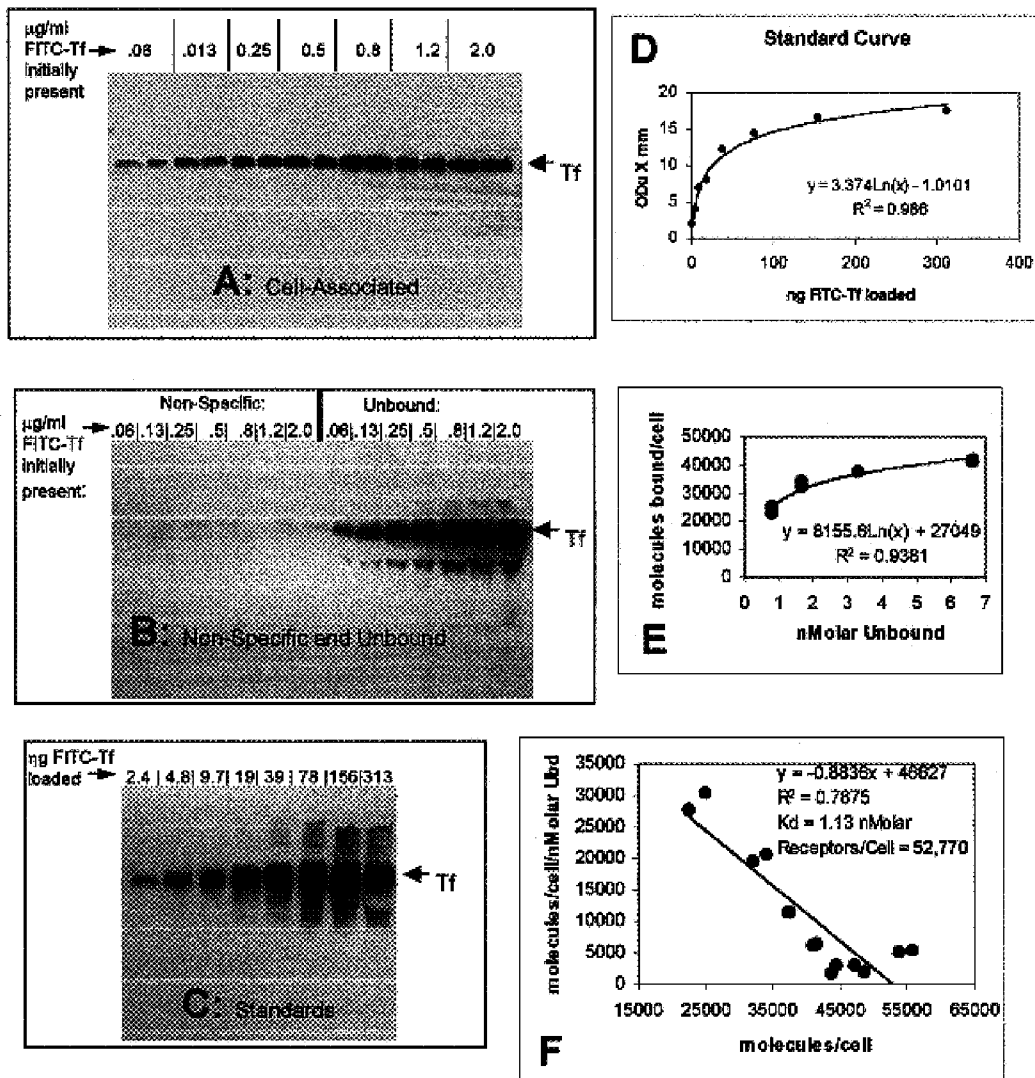 µg/ml
FITC-Tf
initially
present
.06 .013 0.25 0.5 0.8 1.2 2.0
Tf
A: Cell-Associated
D
Standard Curve
ODu X mm
20
15
10
5
0
y = 3.374Ln(x) - 1.0101
R² = 0.986
0 100 200 300 400
ng FITC-Tf loaded
Non-Specific: Unbound:
µg/ml
FITC-Tf
initially
present:
.06|.13|.25|.5|.8|1.2|2.0 .06|.13|.25|.5|.8|1.2|2.0
Tf
B: Non-Specific and Unbound
molecules bound/cell
50000
40000
30000
20000
10000
0
y = 8155.6Ln(x) + 27049
R² = 0.9381
0 1 2 3 4 5 6 7
nMolar Unbound
E
ηg FITC-Tf
loaded
2.4|4.8|9.7|19|39|78|156|313
Tf
C: Standards
molecules/cell/nMolar Ubd
35000
30000
25000
20000
15000
10000
5000
0
y = -0.8836x + 46627
R² = 0.7875
Kd = 1.13 nMolar
Receptors/Cell = 52,770
15000 25000 35000 45000 55000 65000
molecules/cell
F